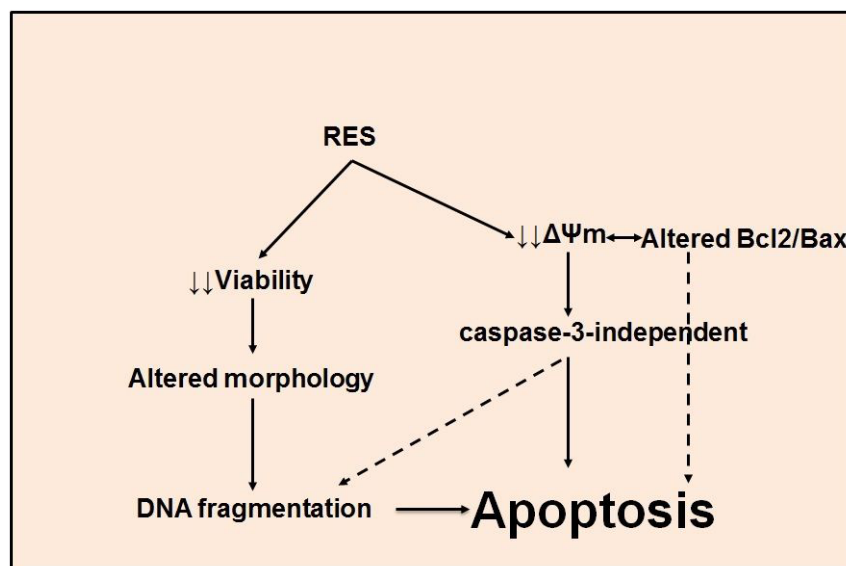 RES
↓↓ΔΨm
Altered Bcl2/Bax
↓↓Viability
caspase-3-independent
Altered morphology
DNA fragmentation
Apoptosis